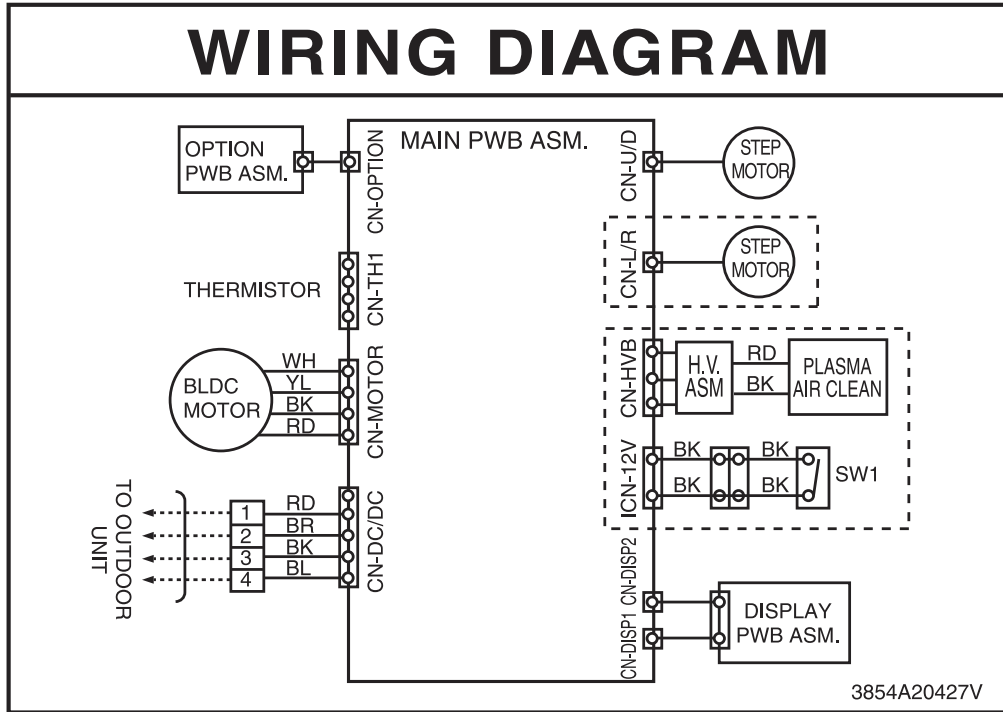 WIRING DIAGRAM
OPTION
PWB ASM.
CN-OPTION
MAIN PWB ASM.
CN-U/D
STEP
MOTOR
THERMISTOR
CN-TH1
CN-L/R
STEP
MOTOR
BLDC
MOTOR
WH
YL
BK
RD
CN-MOTOR
CN-HVB
H.V.
ASM
RD
BK
PLASMA
AIR CLEAN
ICN-12V
BK
BK
BK
BK
SW1
TO OUTDOOR
UNIT
1
2
3
4
RD
BR
BK
BL
CN-DC/DC
CN-DISP1
CN-DISP2
DISPLAY
PWB ASM.
3854A20427V